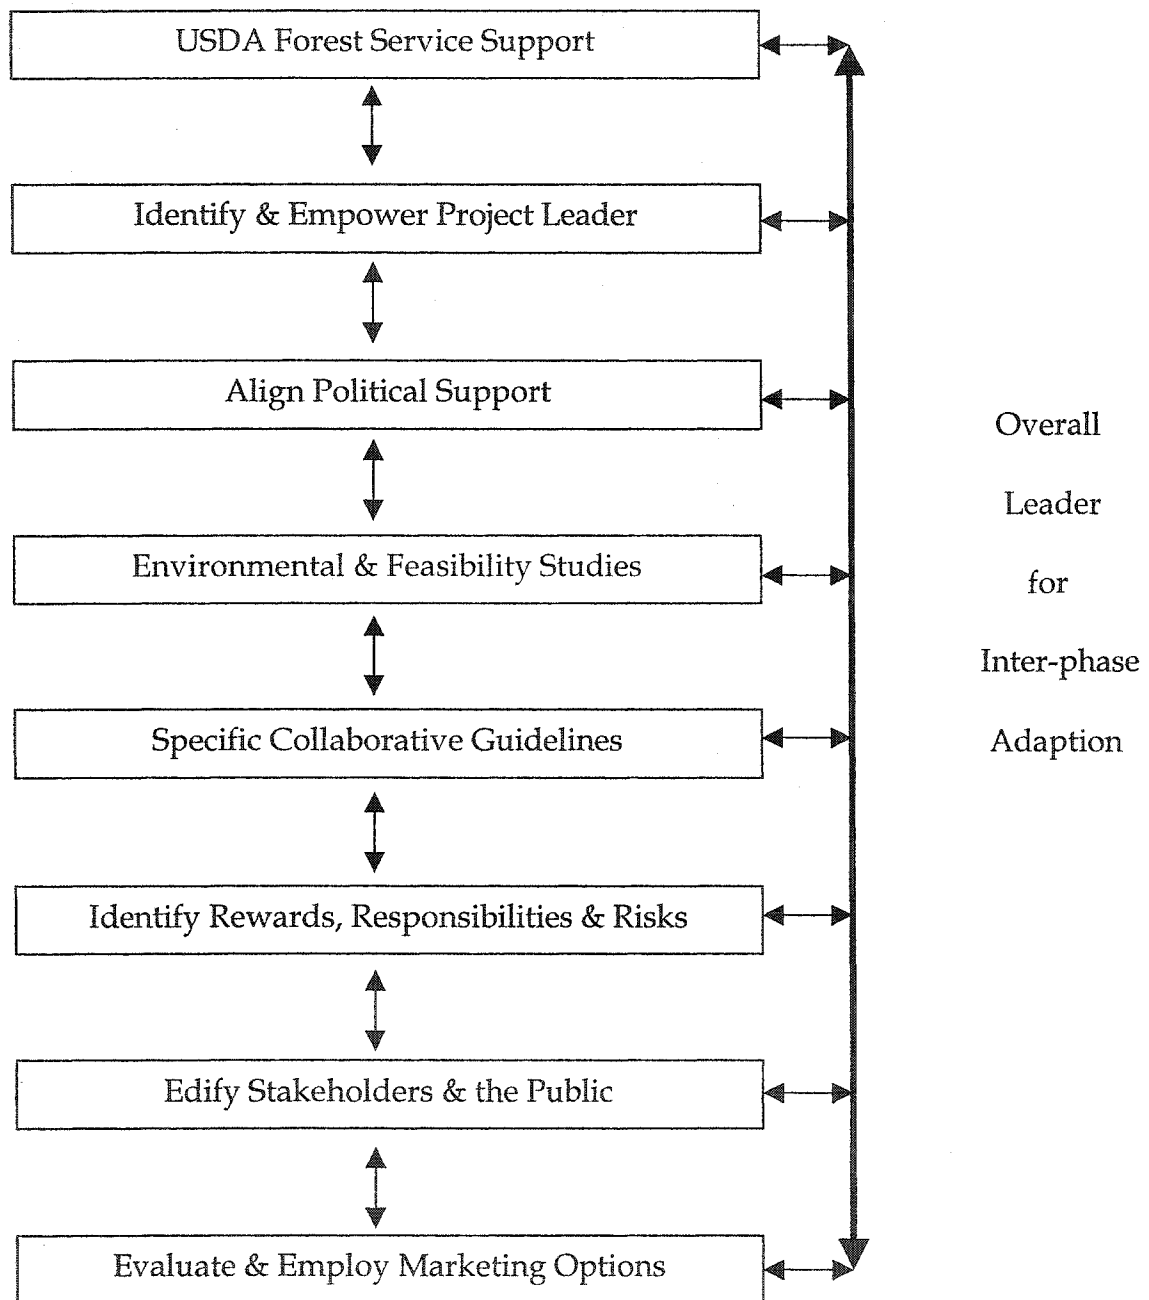 USDA Forest Service Support
Identify & Empower Project Leader
Align Political Support
Environmental & Feasibility Studies
Specific Collaborative Guidelines
Identify Rewards, Responsibilities & Risks
Edify Stakeholders & the Public
Evaluate & Employ Marketing Options
Overall
Leader
for
Inter-phase
Adaption